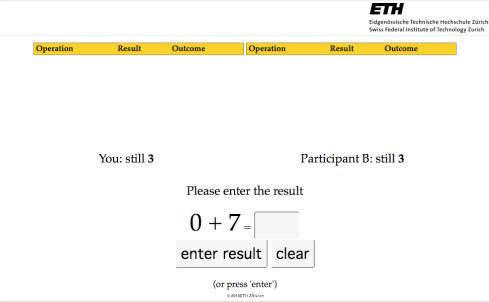 ETH
Eidgenössische Technische Hochschule Zürich
Swiss Federal Institute of Technology Zurich
Operation Result Outcome Operation Result Outcome
You: still 3 Participant B: still 3
Please enter the result
0 + 7 =
enter result clear
(or press 'enter')
© 2010 ETH Zürich